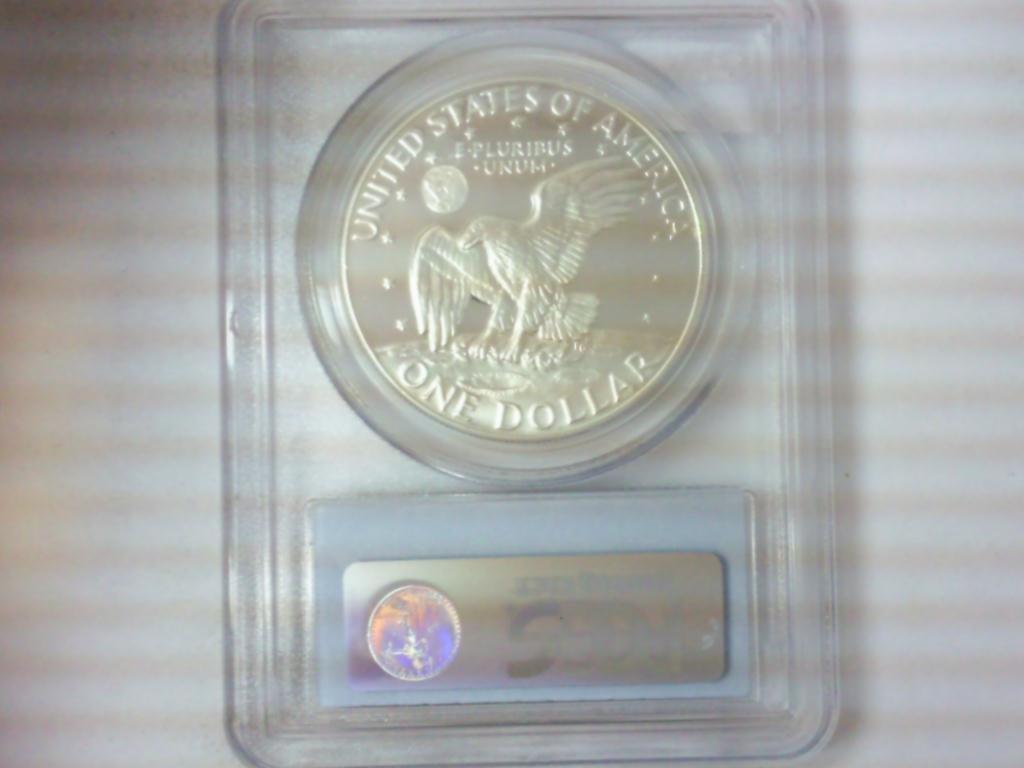 UNITED STATES OF AMERICA
E·PLURIBUS
·UNUM·
ONE DOLLAR